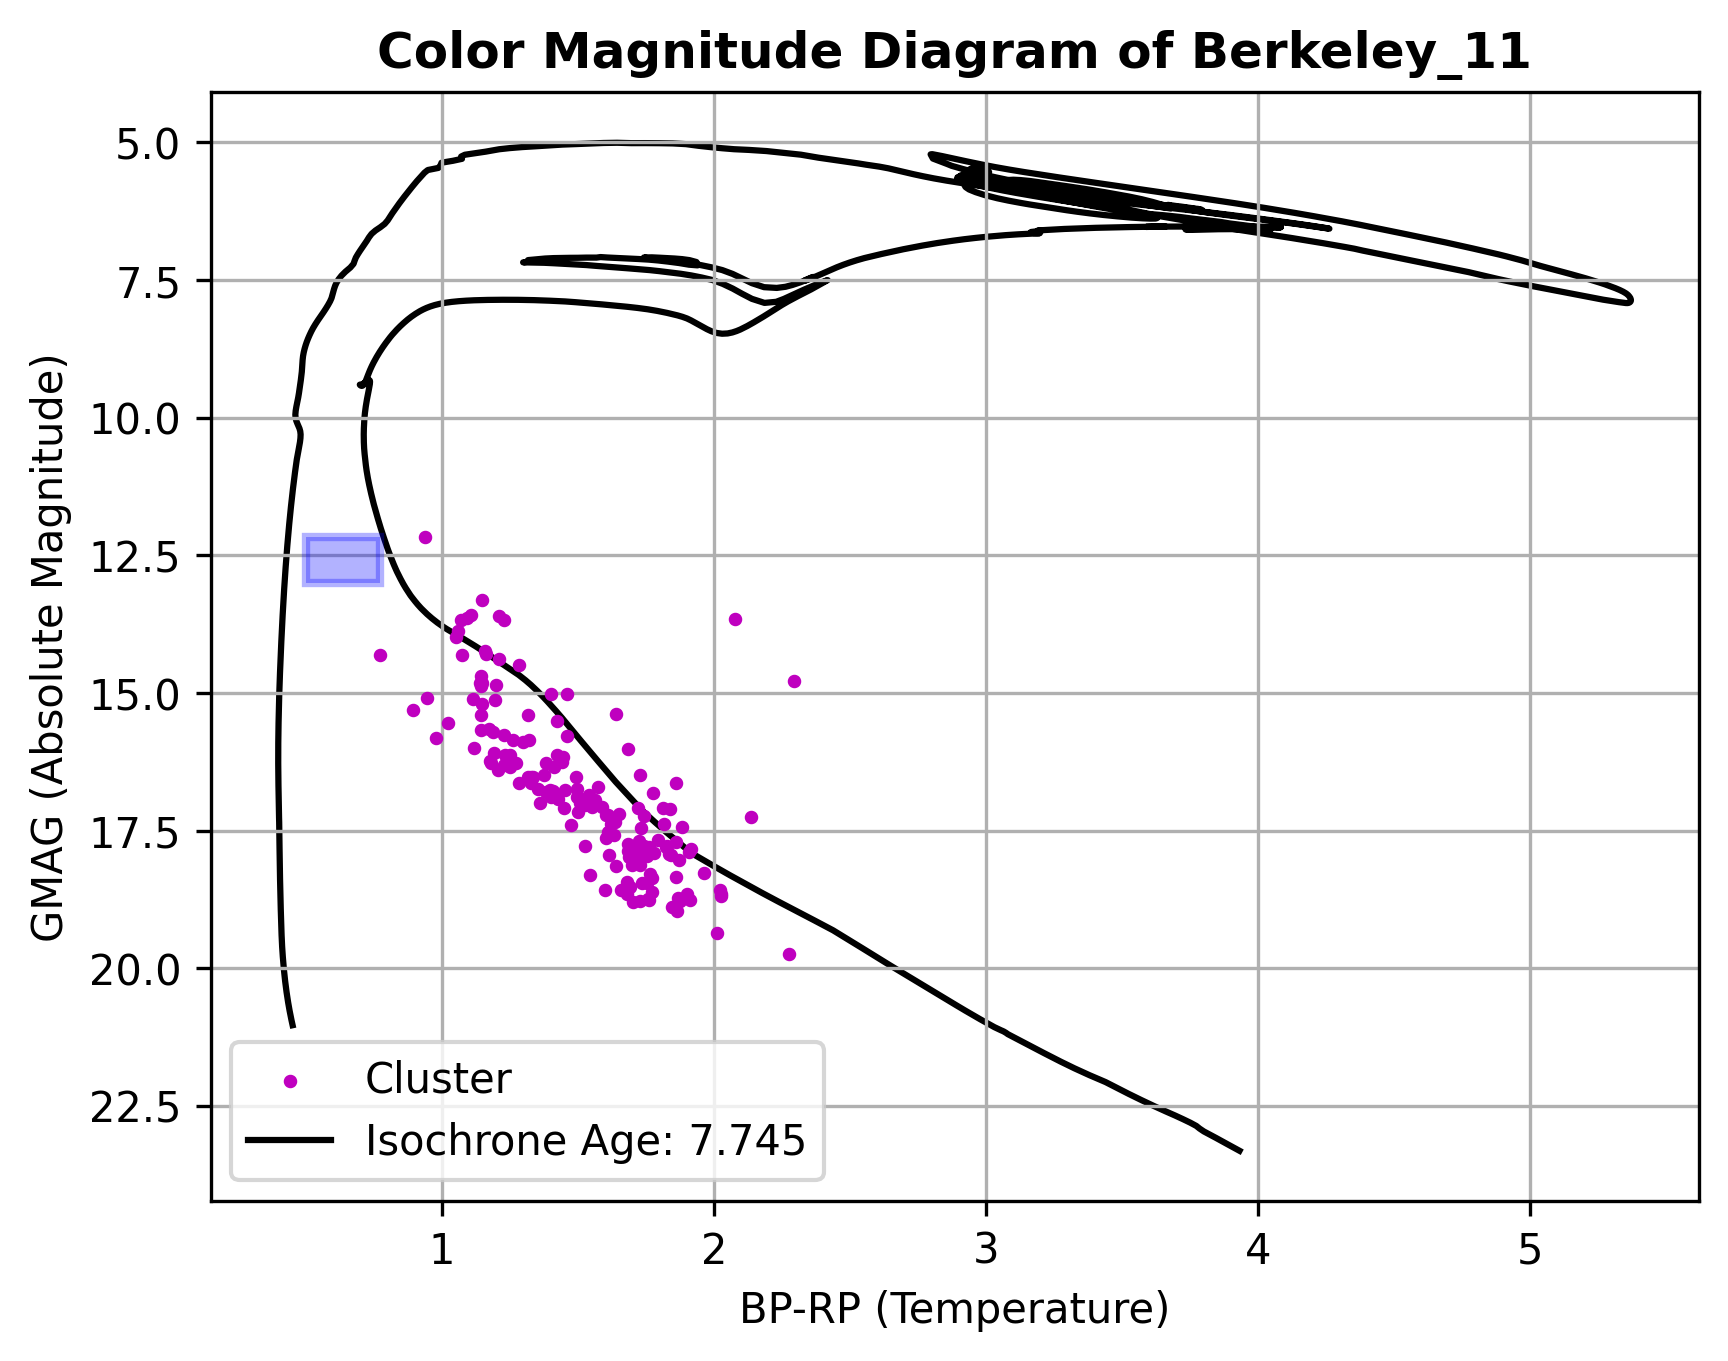 Color Magnitude Diagram of Berkeley_11
GMAG (Absolute Magnitude)
5.0
7.5
10.0
12.5
15.0
17.5
20.0
22.5
Cluster
Isochrone Age: 7.745
1 2 3 4 5
BP-RP (Temperature)